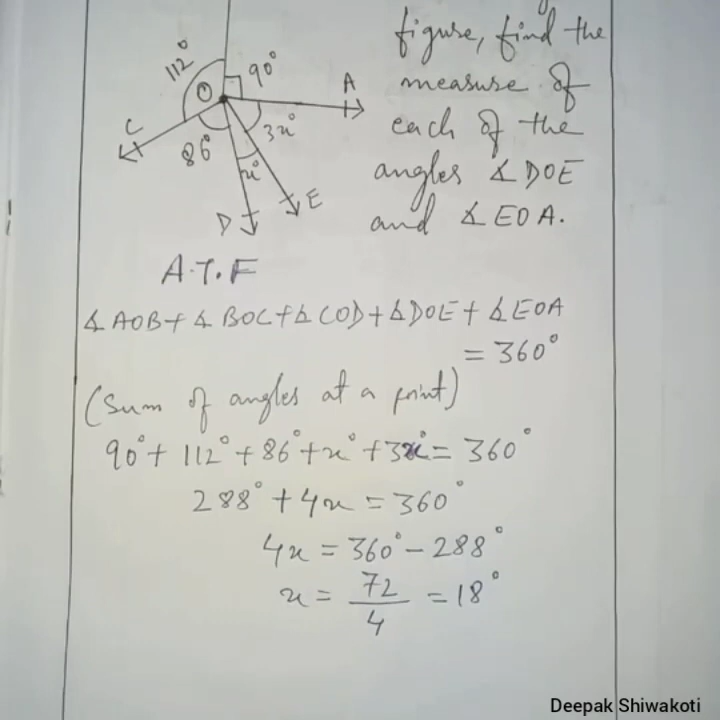 figure, find the
measure of
each of the
angles ∡DOE
and ∡EOA.
112°
90°
A
O
3x°
C
86°
x°
E
D
A.T.F
∡AOB+∡BOC+∡COD+∡DOE+∡EOA
= 360°
(Sum of angles at a point)
90°+ 112°+86°+x°+3x°= 360°
288°+4x = 360°
4x = 360°-288°
x = 72/4 = 18°
Deepak Shiwakoti